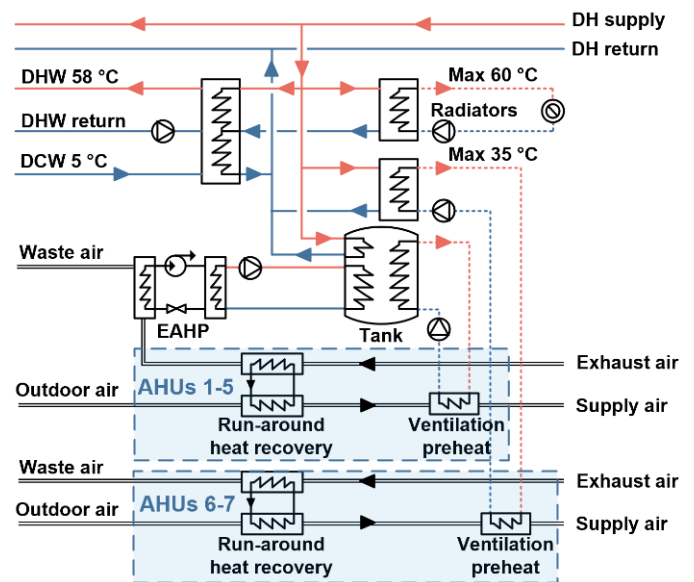 DH supply
DH return
DHW 58 °C
Max 60 °C
Radiators
DHW return
DCW 5 °C
Max 35 °C
Waste air
EAHP
Tank
Exhaust air
AHUs 1-5
Outdoor air
Supply air
Run-around
heat recovery
Ventilation
preheat
Waste air
Exhaust air
AHUs 6-7
Outdoor air
Supply air
Run-around
heat recovery
Ventilation
preheat